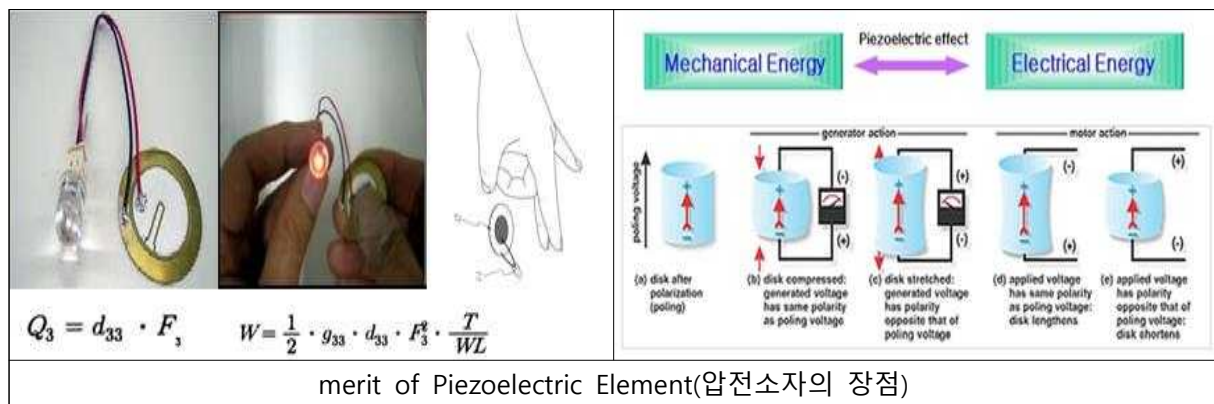 Piezoelectric effect
Mechanical Energy
Electrical Energy
generator action
motor action
poling voltage
+
−
+
−
(-)
(+)
+
−
(+)
(-)
+
−
(-)
(+)
+
−
(+)
(-)
(a) disk after
polarization
(poling)
(b) disk compressed:
generated voltage
has same polarity
as poling voltage
(c) disk stretched:
generated voltage
has polarity
opposite that of
poling voltage
(d) applied voltage
has same polarity
as poling voltage:
disk lengthens
(e) applied voltage
has polarity
opposite that of
poling voltage:
disk shortens
Q₃ = d₃₃ · F₃
W = 1/2 · g₃₃ · d₃₃ · F₃² · T/WL
merit of Piezoelectric Element(압전소자의 장점)